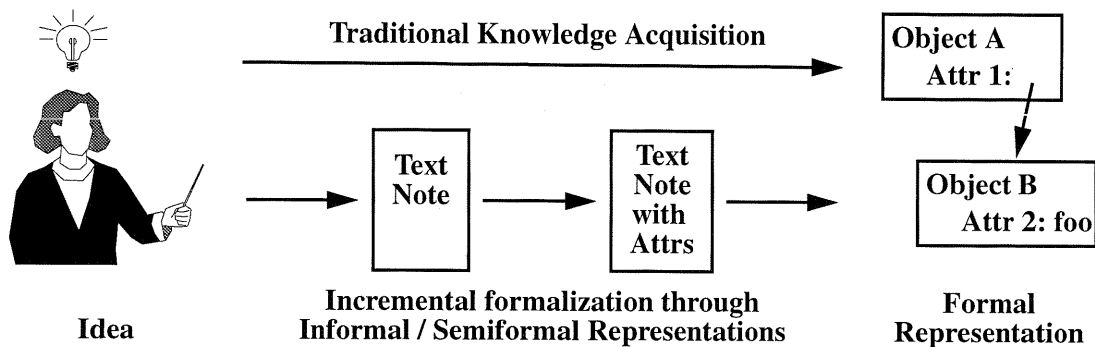 Traditional Knowledge Acquisition
Object A
Attr 1:
Text
Note
Text
Note
with
Attrs
Object B
Attr 2: foo
Idea
Incremental formalization through
Informal / Semiformal Representations
Formal
Representation